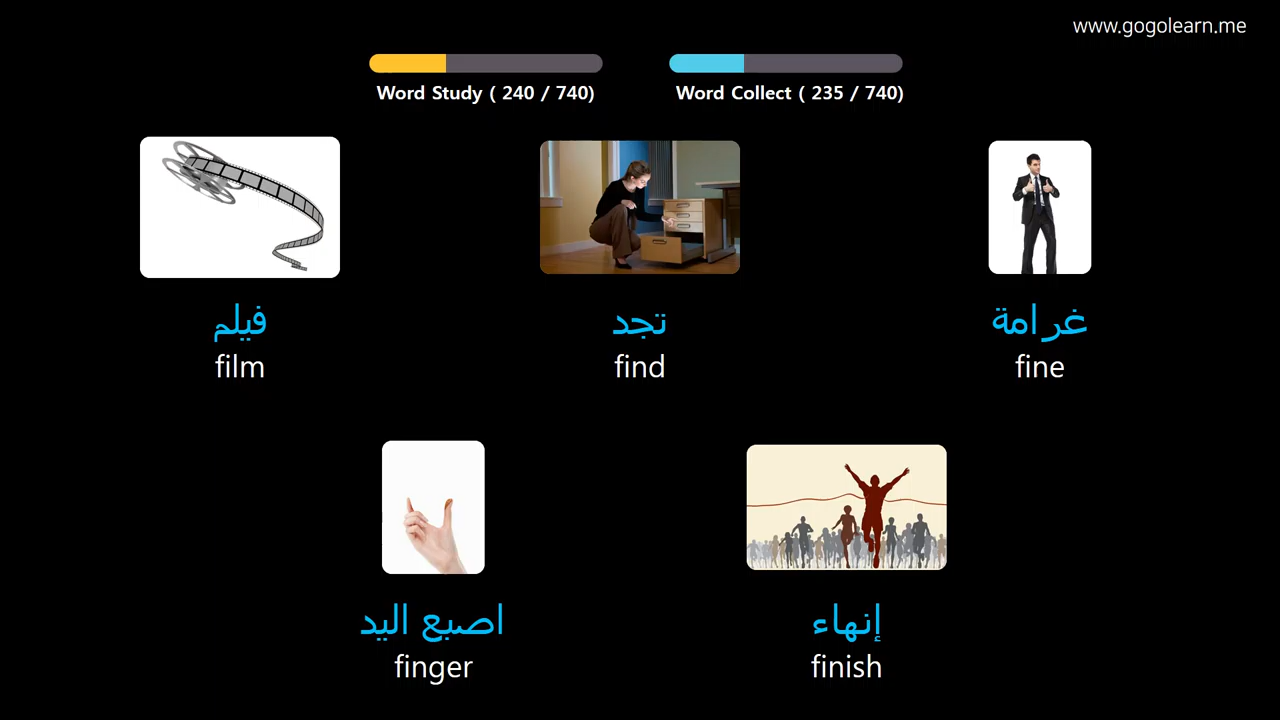 www.gogolearn.me
Word Study ( 240 / 740)
Word Collect ( 235 / 740)
فيلم
film
تجد
find
غرامة
fine
اصبع اليد
finger
إنهاء
finish